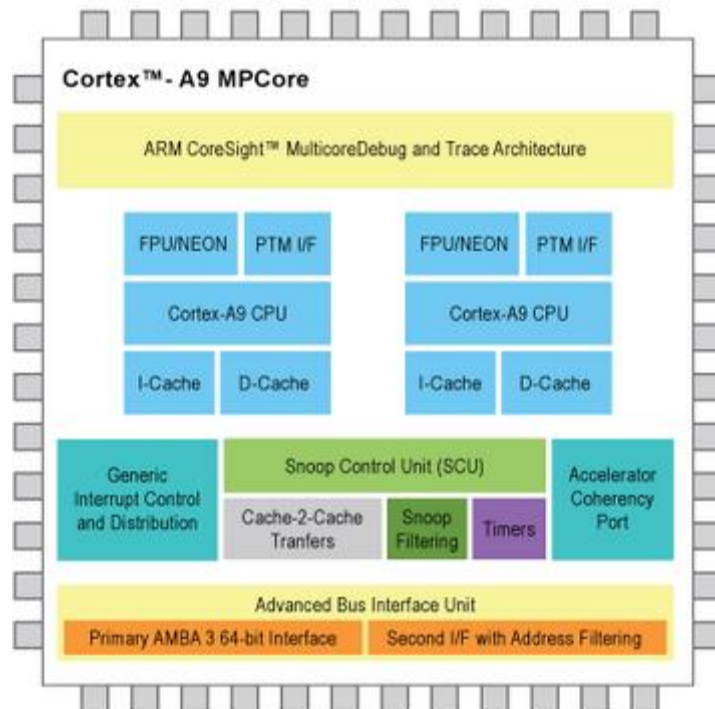 Cortex™- A9 MPCore
ARM CoreSight™ MulticoreDebug and Trace Architecture
FPU/NEON
PTM I/F
Cortex-A9 CPU
I-Cache
D-Cache
FPU/NEON
PTM I/F
Cortex-A9 CPU
I-Cache
D-Cache
Generic
Interrupt Control
and Distribution
Snoop Control Unit (SCU)
Cache-2-Cache
Tranfers
Snoop
Filtering
Timers
Accelerator
Coherency
Port
Advanced Bus Interface Unit
Primary AMBA 3 64-bit Interface
Second I/F with Address Filtering